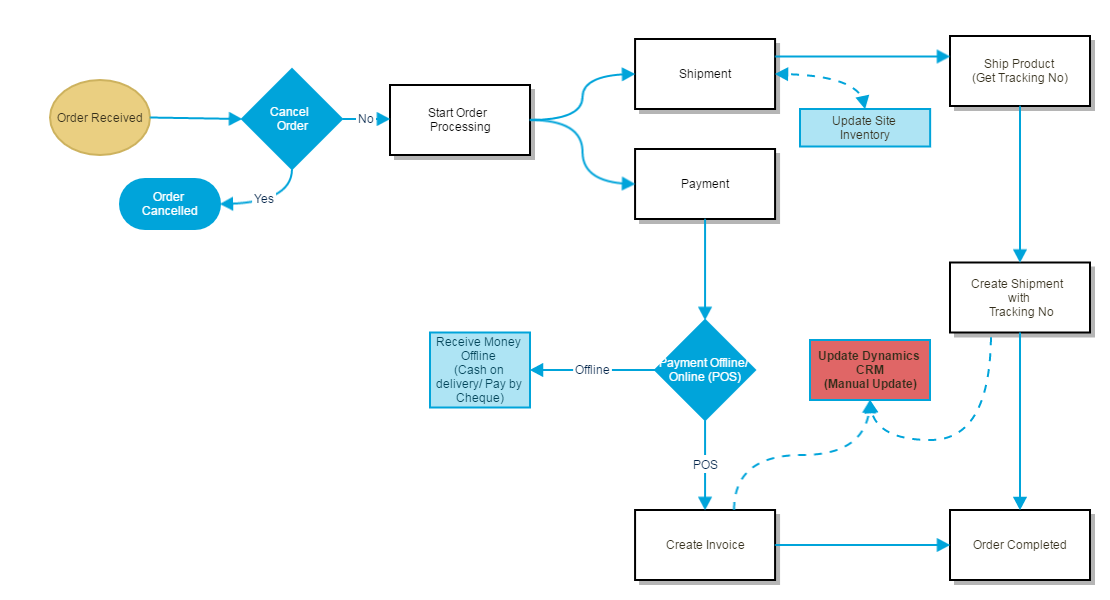 Order Received
Cancel
Order
No
Yes
Order
Cancelled
Start Order
Processing
Shipment
Payment
Update Site
Inventory
Ship Product
(Get Tracking No)
Create Shipment
with
Tracking No
Payment Offline/
Online (POS)
Offline
Receive Money
Offline
(Cash on
delivery/ Pay by
Cheque)
POS
Update Dynamics
CRM
(Manual Update)
Create Invoice
Order Completed